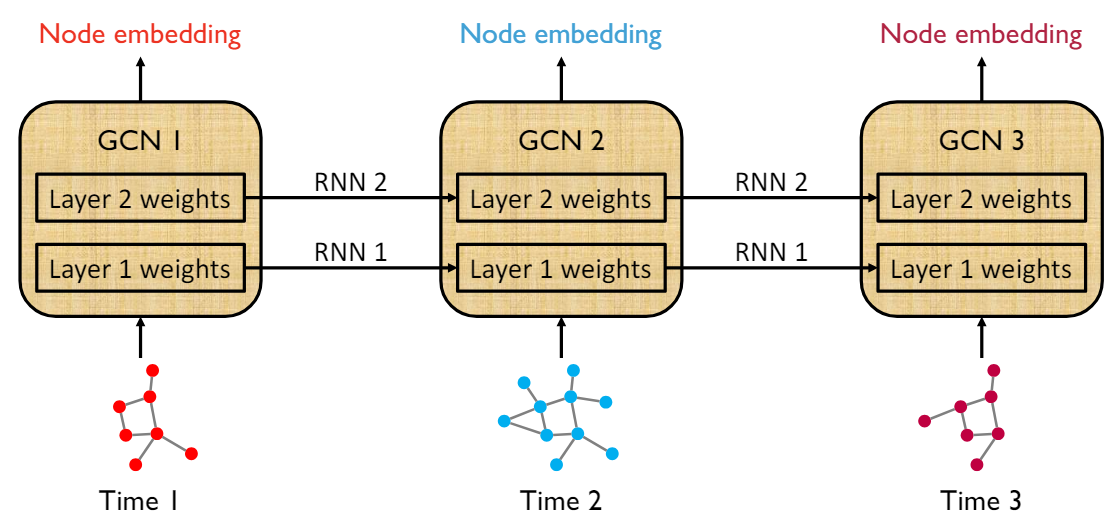 Node embedding
Node embedding
Node embedding
GCN 1
GCN 2
GCN 3
Layer 2 weights
RNN 2
Layer 2 weights
RNN 2
Layer 2 weights
Layer 1 weights
RNN 1
Layer 1 weights
RNN 1
Layer 1 weights
Time 1
Time 2
Time 3